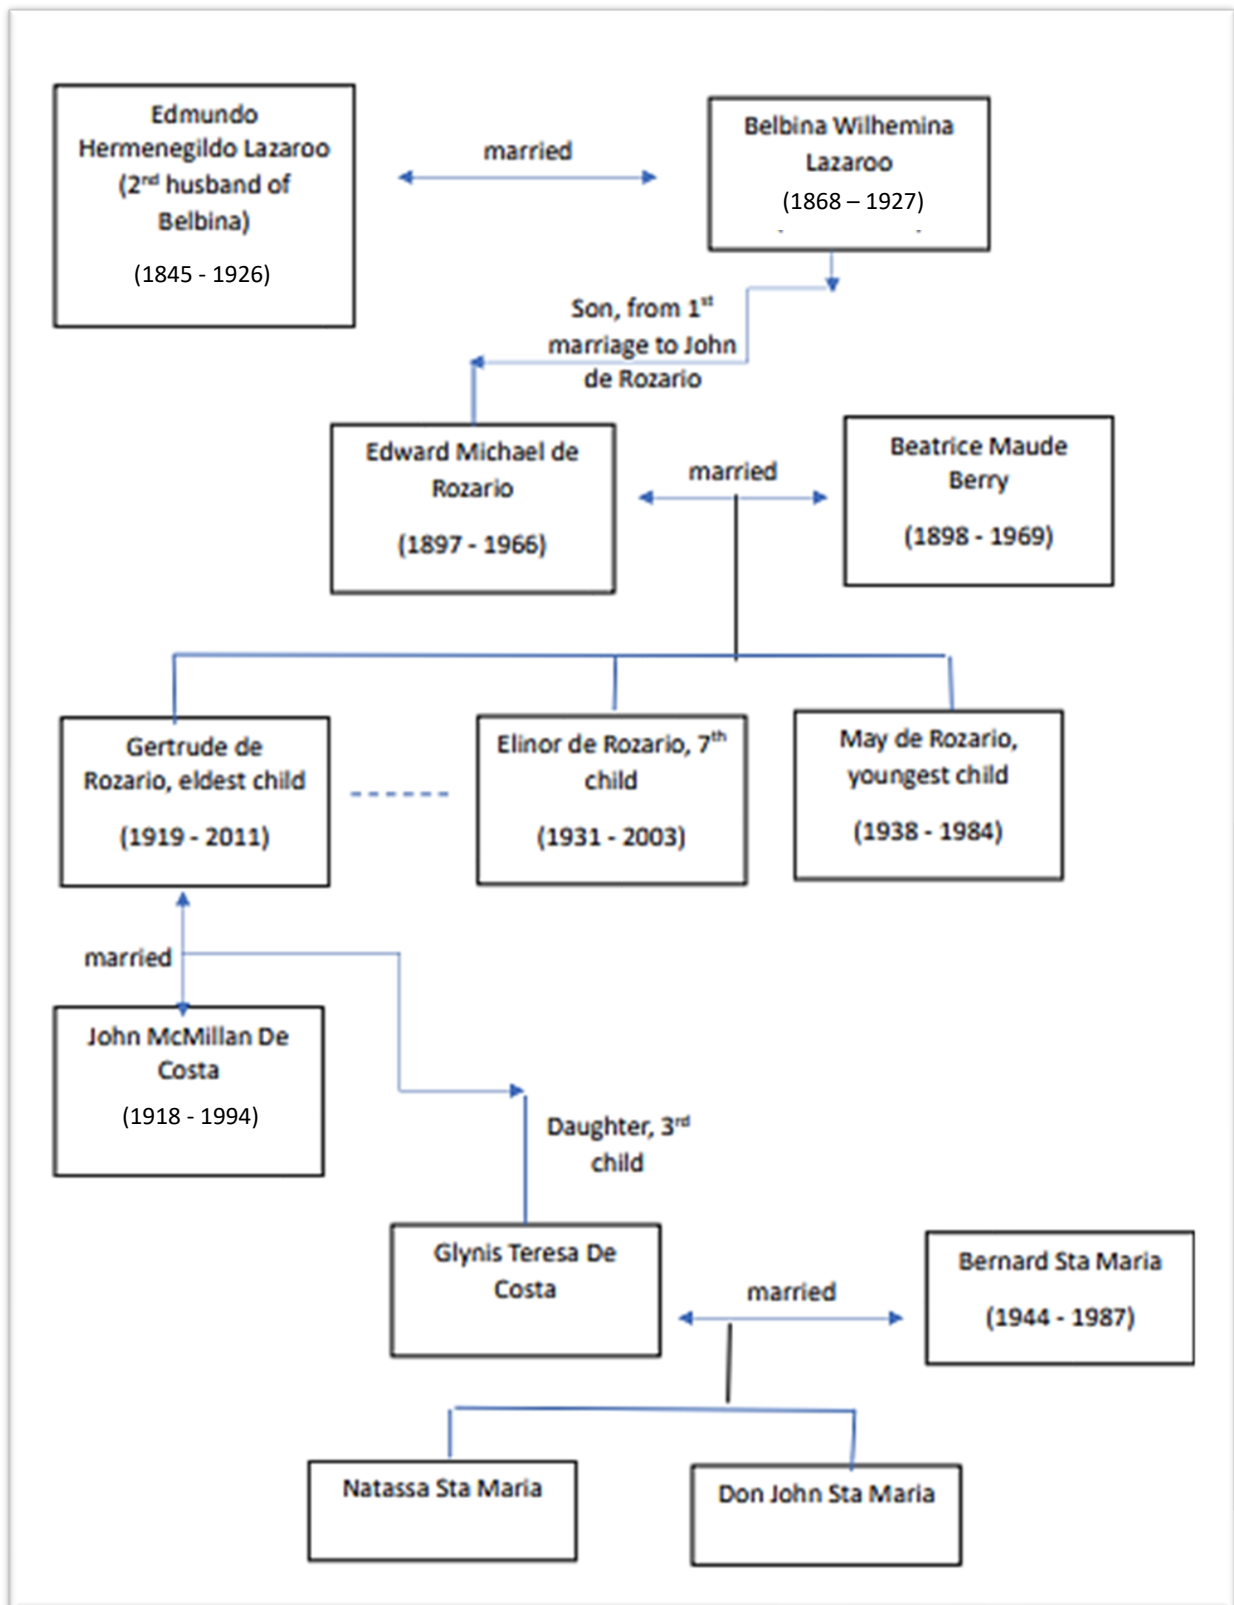 Edmundo
Hermenegildo Lazaroo
(2nd husband of
Belbina)
(1845 - 1926)
married
Belbina Wilhemina
Lazaroo
(1868 – 1927)
Son, from 1st
marriage to John
de Rozario
Edward Michael de
Rozario
(1897 - 1966)
married
Beatrice Maude
Berry
(1898 - 1969)
Gertrude de
Rozario, eldest child
(1919 - 2011)
Elinor de Rozario, 7th
child
(1931 - 2003)
May de Rozario,
youngest child
(1938 - 1984)
married
John McMillan De
Costa
(1918 - 1994)
Daughter, 3rd
child
Glynis Teresa De
Costa
married
Bernard Sta Maria
(1944 - 1987)
Natassa Sta Maria
Don John Sta Maria